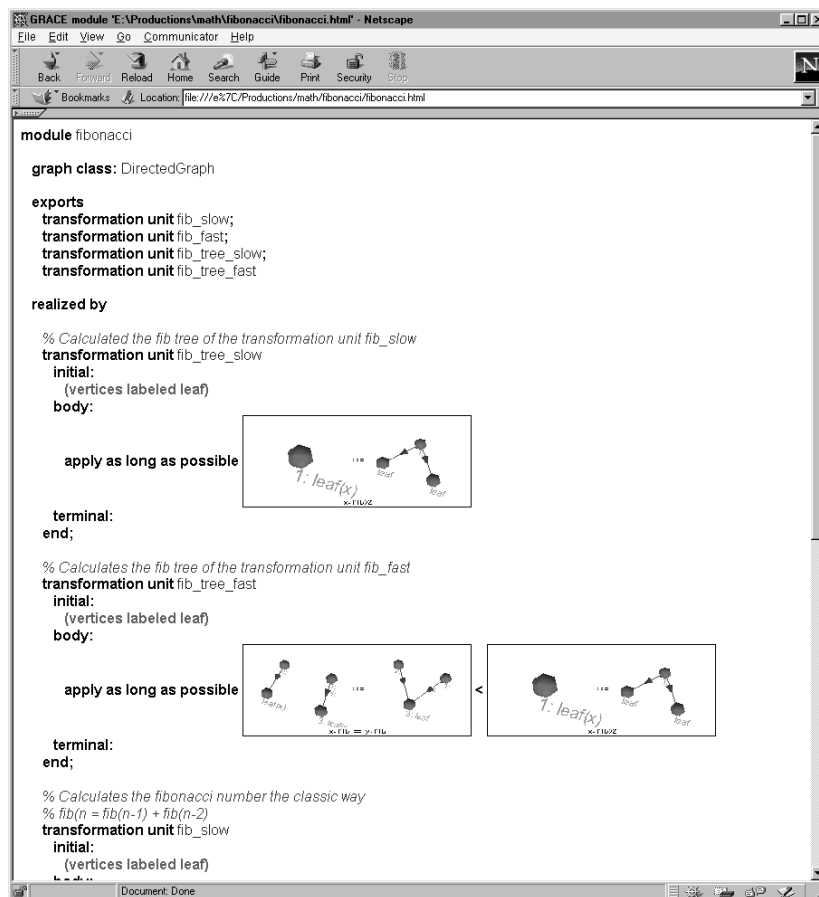 GRACE module 'E:\Productions\math\fibonacci\fibonacci.html' - Netscape
File Edit View Go Communicator Help
Back Forward Reload Home Search Guide Print Security Stop
N
Bookmarks Location: file:///e%7C/Productions/math/fibonacci/fibonacci.html
module fibonacci
graph class: DirectedGraph
exports
transformation unit fib_slow;
transformation unit fib_fast;
transformation unit fib_tree_slow;
transformation unit fib_tree_fast
realized by
% Calculated the fib tree of the transformation unit fib_slow
transformation unit fib_tree_slow
initial:
(vertices labeled leaf)
body:
apply as long as possible
1: leaf(x) ::= leaf leaf
terminal:
end;
% Calculates the fib tree of the transformation unit fib_fast
transformation unit fib_tree_fast
initial:
(vertices labeled leaf)
body:
apply as long as possible <
leaf(x) ::= 3: leaf
x.fib = y.fib
1: leaf(x) ::= leaf leaf
terminal:
end;
% Calculates the fibonacci number the classic way
% fib(n = fib(n-1) + fib(n-2)
transformation unit fib_slow
initial:
(vertices labeled leaf)
body:
Document: Done